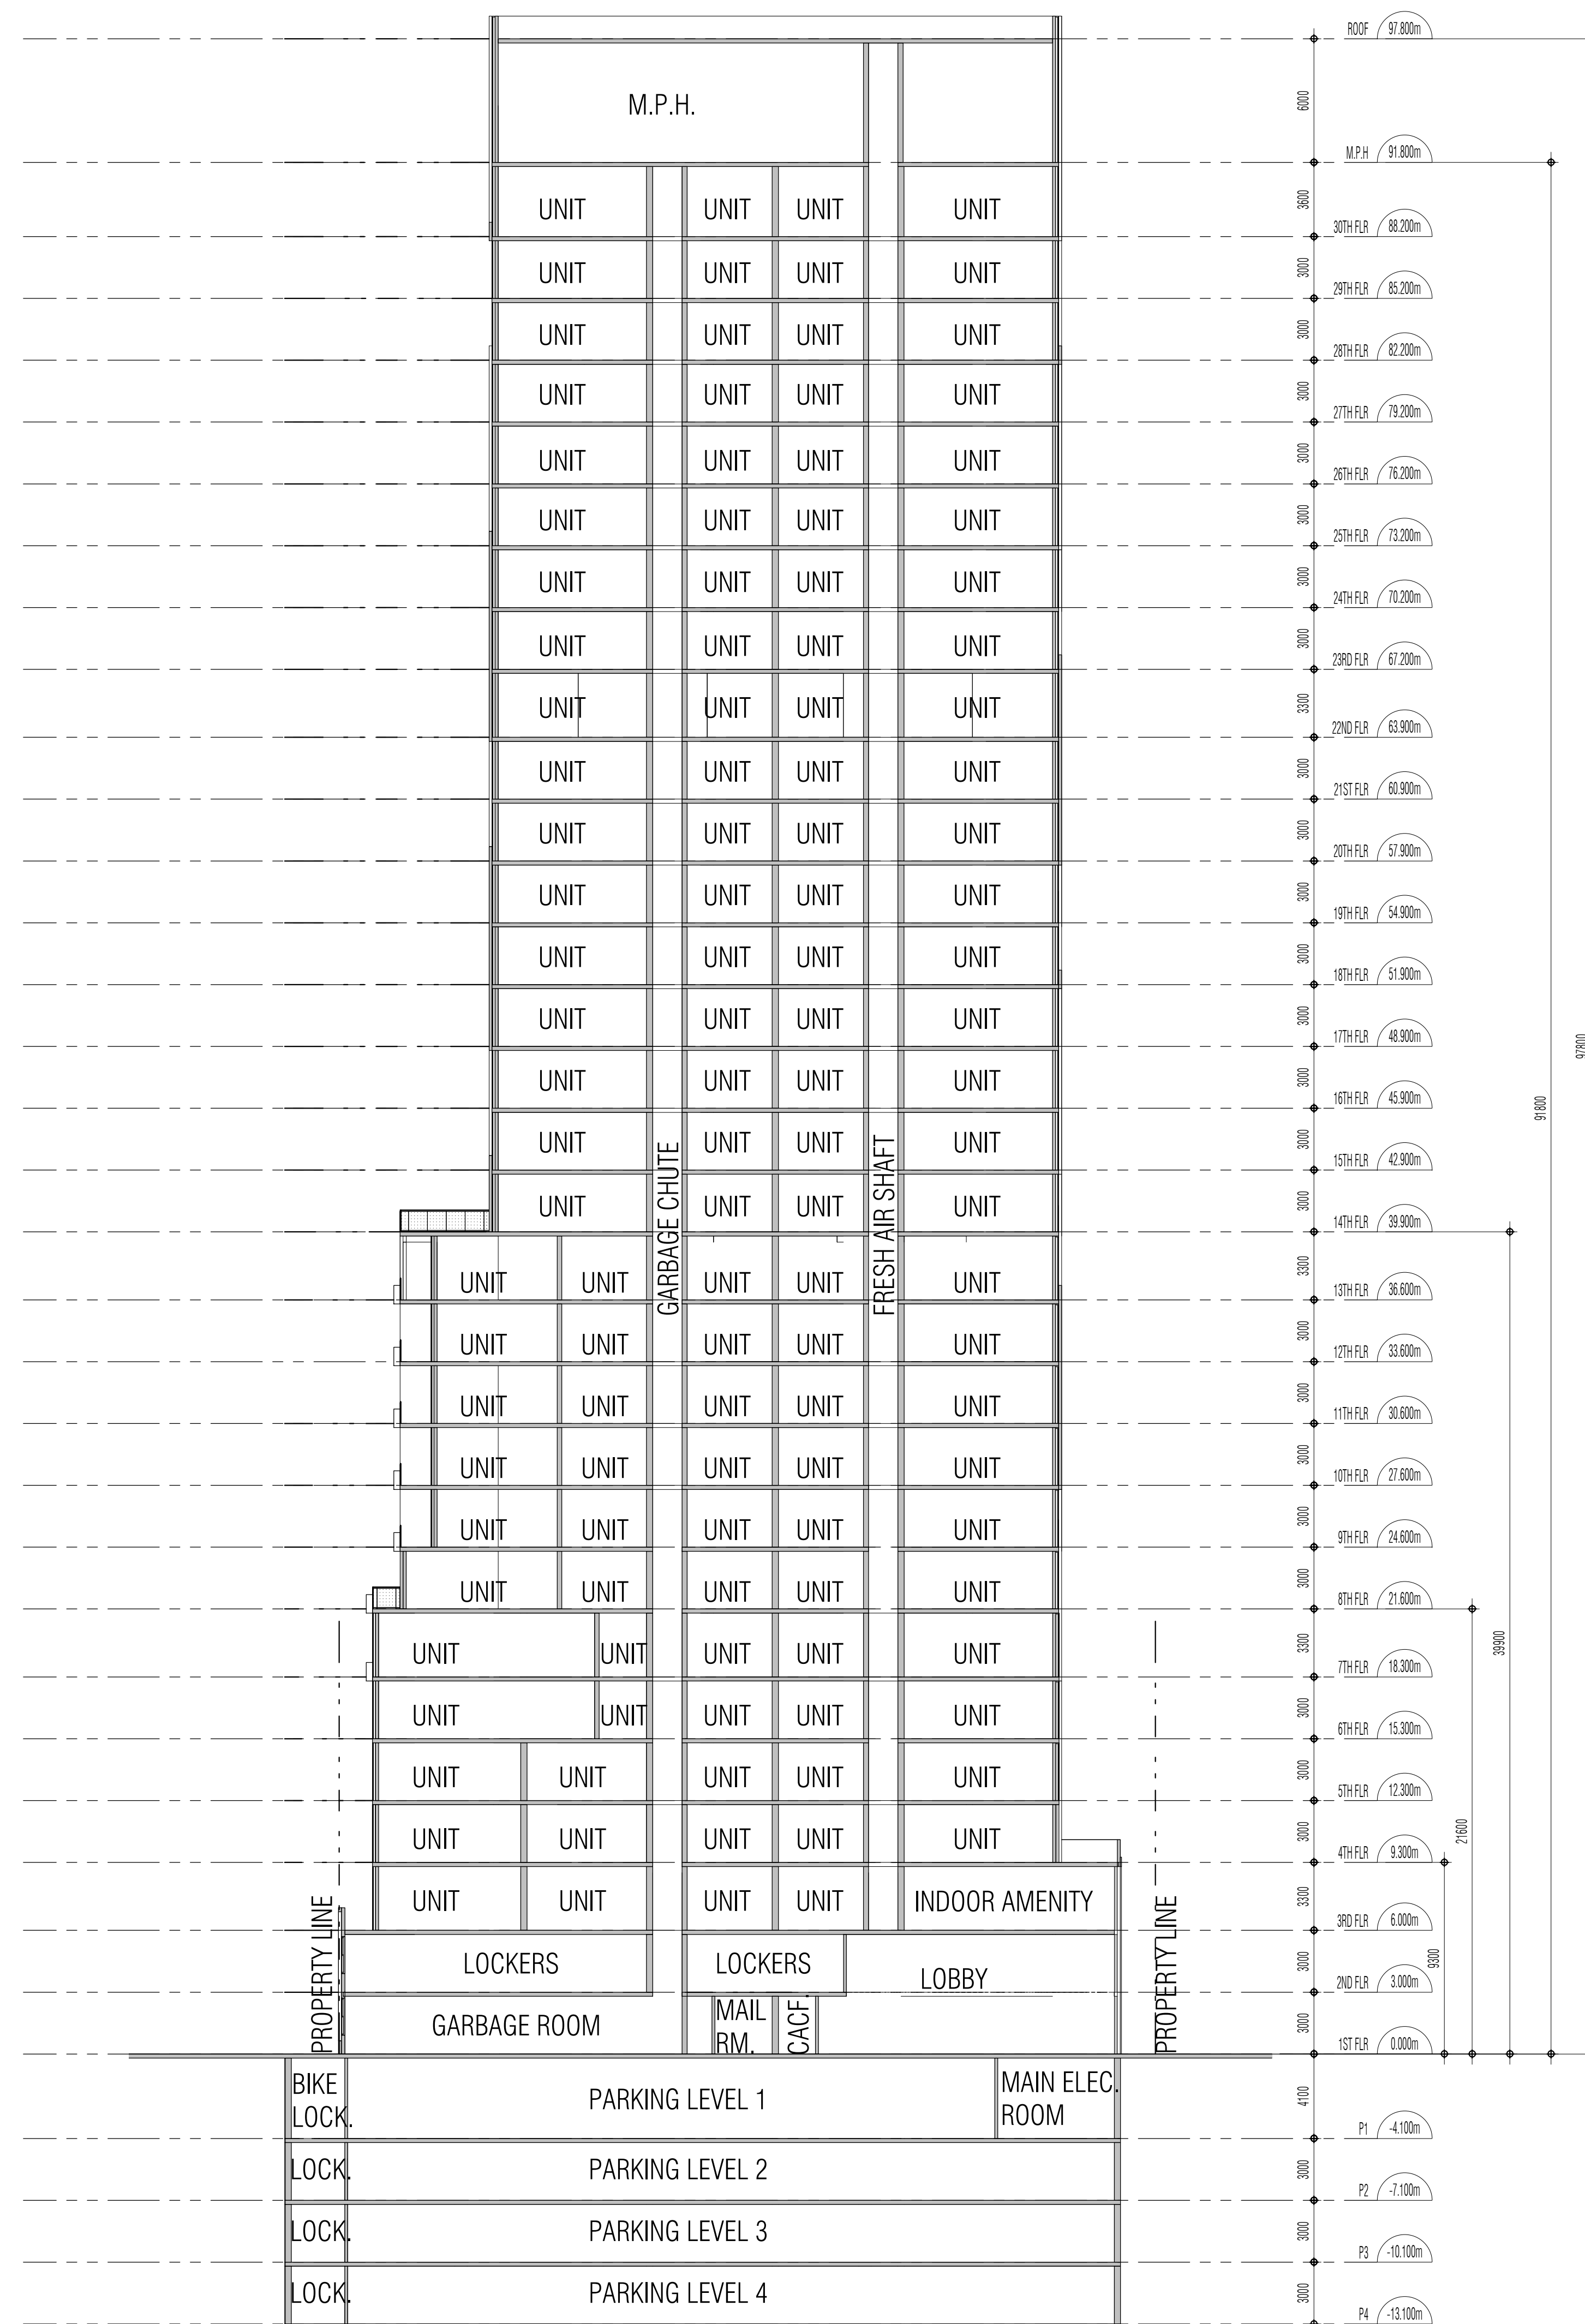 ROOF 97.800m
6000
M.P.H.
M.P.H 91.800m
3600
UNIT UNIT UNIT UNIT
30TH FLR 88.200m
3000
UNIT UNIT UNIT UNIT
29TH FLR 85.200m
3000
UNIT UNIT UNIT UNIT
28TH FLR 82.200m
3000
UNIT UNIT UNIT UNIT
27TH FLR 79.200m
3000
UNIT UNIT UNIT UNIT
26TH FLR 76.200m
3000
UNIT UNIT UNIT UNIT
25TH FLR 73.200m
3000
UNIT UNIT UNIT UNIT
24TH FLR 70.200m
3000
UNIT UNIT UNIT UNIT
23RD FLR 67.200m
3300
UNIT UNIT UNIT UNIT
22ND FLR 63.900m
3000
UNIT UNIT UNIT UNIT
21ST FLR 60.900m
3000
UNIT UNIT UNIT UNIT
20TH FLR 57.900m
3000
UNIT UNIT UNIT UNIT
19TH FLR 54.900m
3000
UNIT UNIT UNIT UNIT
18TH FLR 51.900m
3000
UNIT UNIT UNIT UNIT
17TH FLR 48.900m
97800
3000
UNIT UNIT UNIT UNIT
16TH FLR 45.900m
91800
3000
UNIT UNIT UNIT UNIT
15TH FLR 42.900m
3000
UNIT UNIT UNIT UNIT
GARBAGE CHUTE
FRESH AIR SHAFT
14TH FLR 39.900m
3300
UNIT UNIT UNIT UNIT UNIT
13TH FLR 36.600m
3000
UNIT UNIT UNIT UNIT UNIT
12TH FLR 33.600m
3000
UNIT UNIT UNIT UNIT UNIT
11TH FLR 30.600m
3000
UNIT UNIT UNIT UNIT UNIT
10TH FLR 27.600m
3000
UNIT UNIT UNIT UNIT UNIT
9TH FLR 24.600m
3000
UNIT UNIT UNIT UNIT UNIT
8TH FLR 21.600m
39900
3300
UNIT UNIT UNIT UNIT UNIT
7TH FLR 18.300m
3000
UNIT UNIT UNIT UNIT UNIT
6TH FLR 15.300m
3000
UNIT UNIT UNIT UNIT UNIT
5TH FLR 12.300m
21600
3000
UNIT UNIT UNIT UNIT UNIT
4TH FLR 9.300m
3300
UNIT UNIT UNIT UNIT INDOOR AMENITY
3RD FLR 6.000m
9300
PROPERTY LINE
PROPERTY LINE
3000
LOCKERS LOCKERS LOBBY
2ND FLR 3.000m
3000
GARBAGE ROOM
MAIL
RM.
CACF.
1ST FLR 0.000m
4100
BIKE
LOCK.
PARKING LEVEL 1
MAIN ELEC.
ROOM
P1 -4.100m
3000
LOCK. PARKING LEVEL 2
P2 -7.100m
3000
LOCK. PARKING LEVEL 3
P3 -10.100m
3000
LOCK. PARKING LEVEL 4
P4 -13.100m